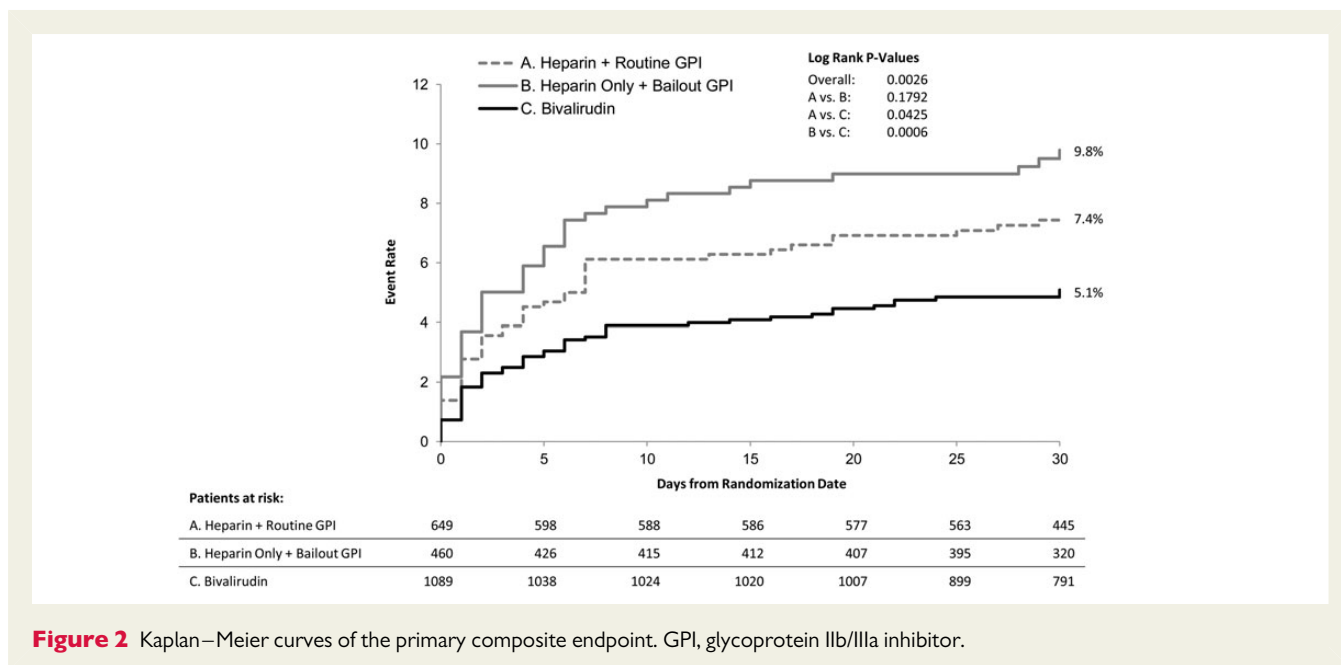 A. Heparin + Routine GPI
B. Heparin Only + Bailout GPI
C. Bivalirudin
Log Rank P-Values
Overall: 0.0026
A vs. B: 0.1792
A vs. C: 0.0425
B vs. C: 0.0006
12
10
8
6
4
2
0
Event Rate
9.8%
7.4%
5.1%
0 5 10 15 20 25 30
Days from Randomization Date
Patients at risk:
A. Heparin + Routine GPI 649 598 588 586 577 563 445
B. Heparin Only + Bailout GPI 460 426 415 412 407 395 320
C. Bivalirudin 1089 1038 1024 1020 1007 899 791
Figure 2 Kaplan–Meier curves of the primary composite endpoint. GPI, glycoprotein IIb/IIIa inhibitor.